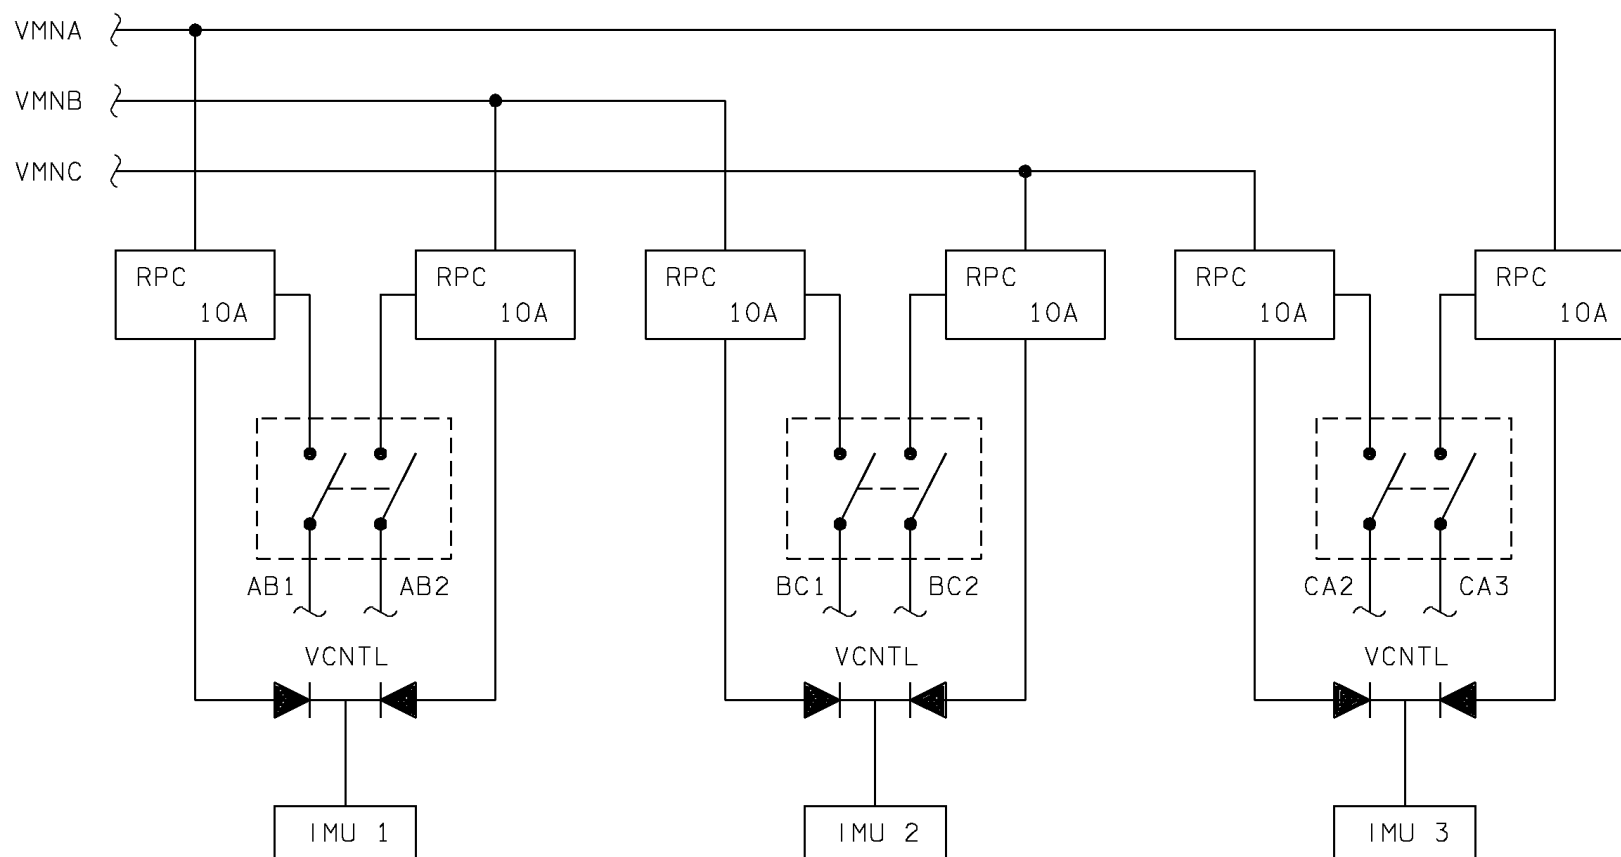 VMNA
VMNB
VMNC
RPC
10A
RPC
10A
RPC
10A
RPC
10A
RPC
10A
RPC
10A
AB1 AB2
BC1 BC2
CA2 CA3
VCNTL
VCNTL
VCNTL
IMU 1
IMU 2
IMU 3